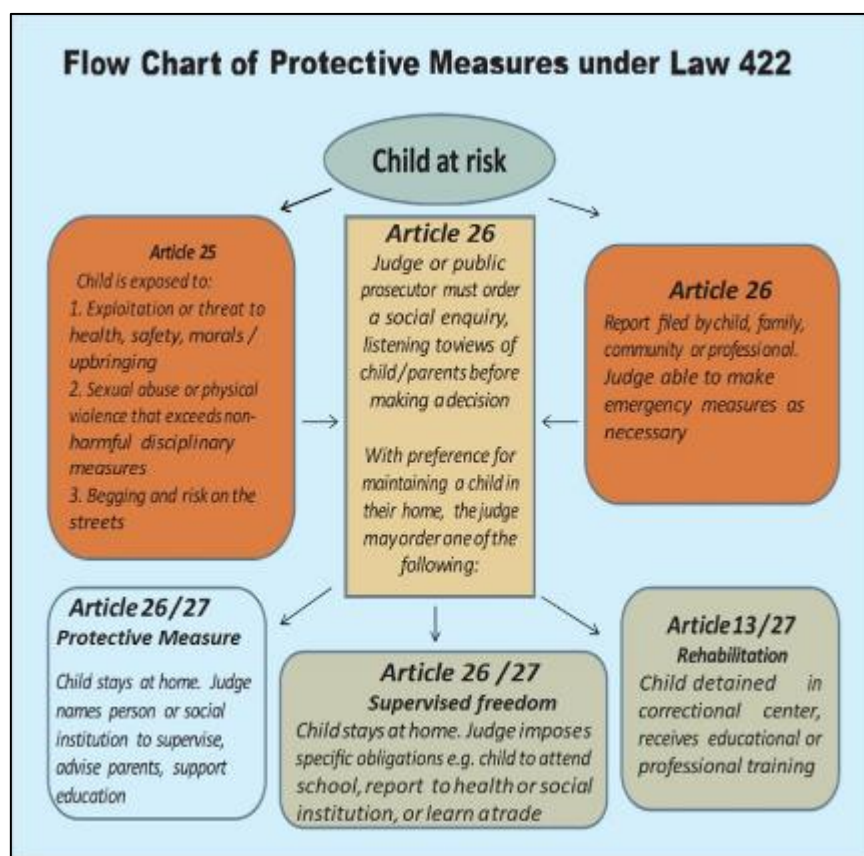 Flow Chart of Protective Measures under Law 422
Child at risk
Article 25
Child is exposed to:
1. Exploitation or threat to
health, safety, morals /
upbringing
2. Sexual abuse or physical
violence that exceeds non-
harmful disciplinary
measures
3. Begging and risk on the
streets
Article 26
Judge or public
prosecutor must order
a social enquiry,
listening toviews of
child/parents before
making a decision
With preference for
maintaining a child in
their home, the judge
may order one of the
following:
Article 26
Report filed by child, family,
community or professional.
Judge able to make
emergency measures as
necessary
Article 26/27
Protective Measure
Child stays at home. Judge
names person or social
institution to supervise,
advise parents, support
education
Article 26 /27
Supervised freedom
Child stays at home. Judge imposes
specific obligations e.g. child to attend
school, report to health or social
institution, or learn a trade
Article 13/27
Rehabilitation
Child detained in
correctional center,
receives educational or
professional training